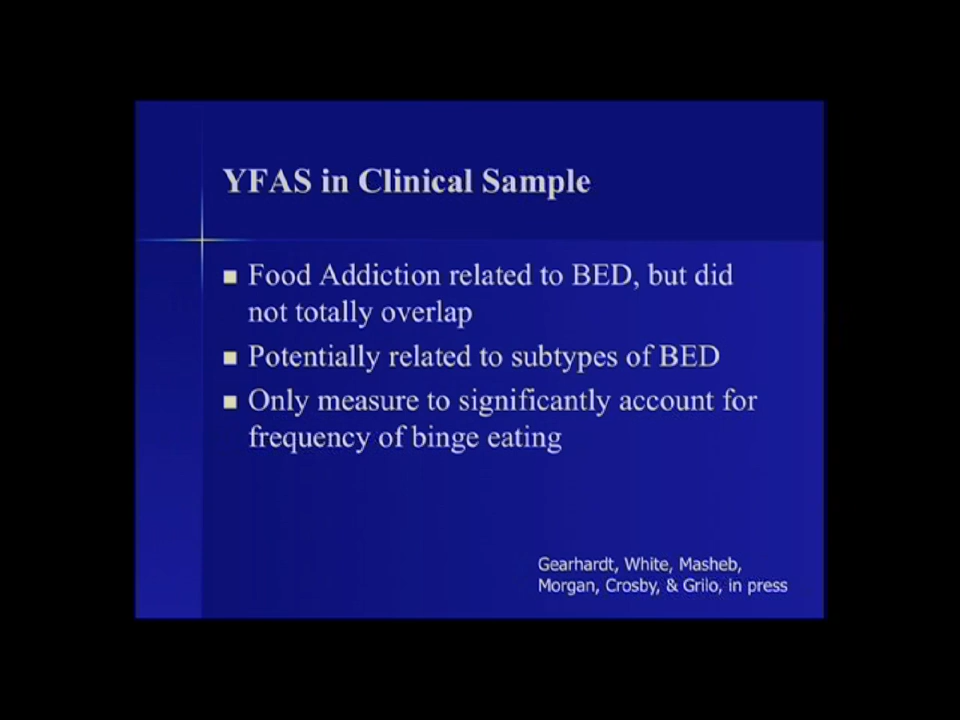 YFAS in Clinical Sample
Food Addiction related to BED, but did
not totally overlap
Potentially related to subtypes of BED
Only measure to significantly account for
frequency of binge eating
Gearhardt, White, Masheb,
Morgan, Crosby, & Grilo, in press